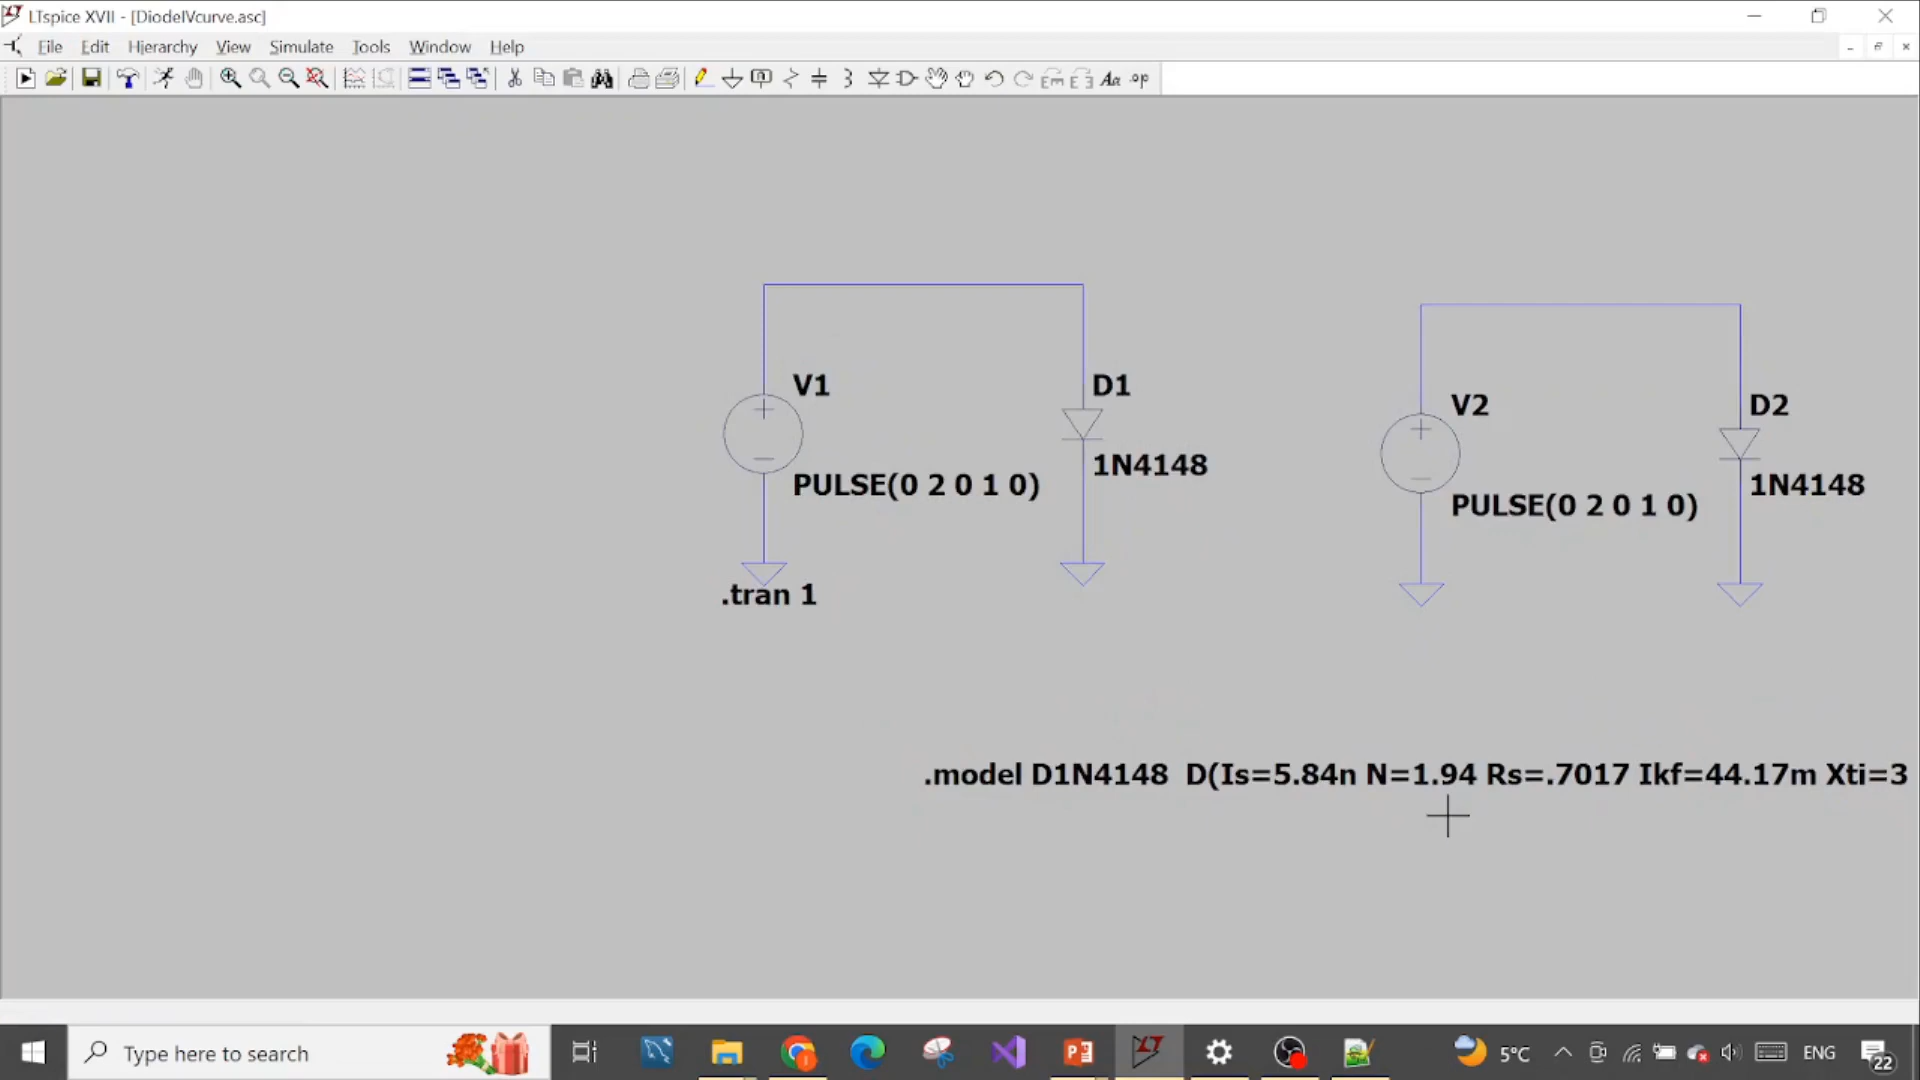 LTspice XVII - [DiodeIVcurve.asc]
File Edit Hierarchy View Simulate Tools Window Help
V1
D1
1N4148
PULSE(0 2 0 1 0)
.tran 1
V2
D2
1N4148
PULSE(0 2 0 1 0)
.model D1N4148 D(Is=5.84n N=1.94 Rs=.7017 Ikf=44.17m Xti=3
Type here to search
5°C
ENG
22